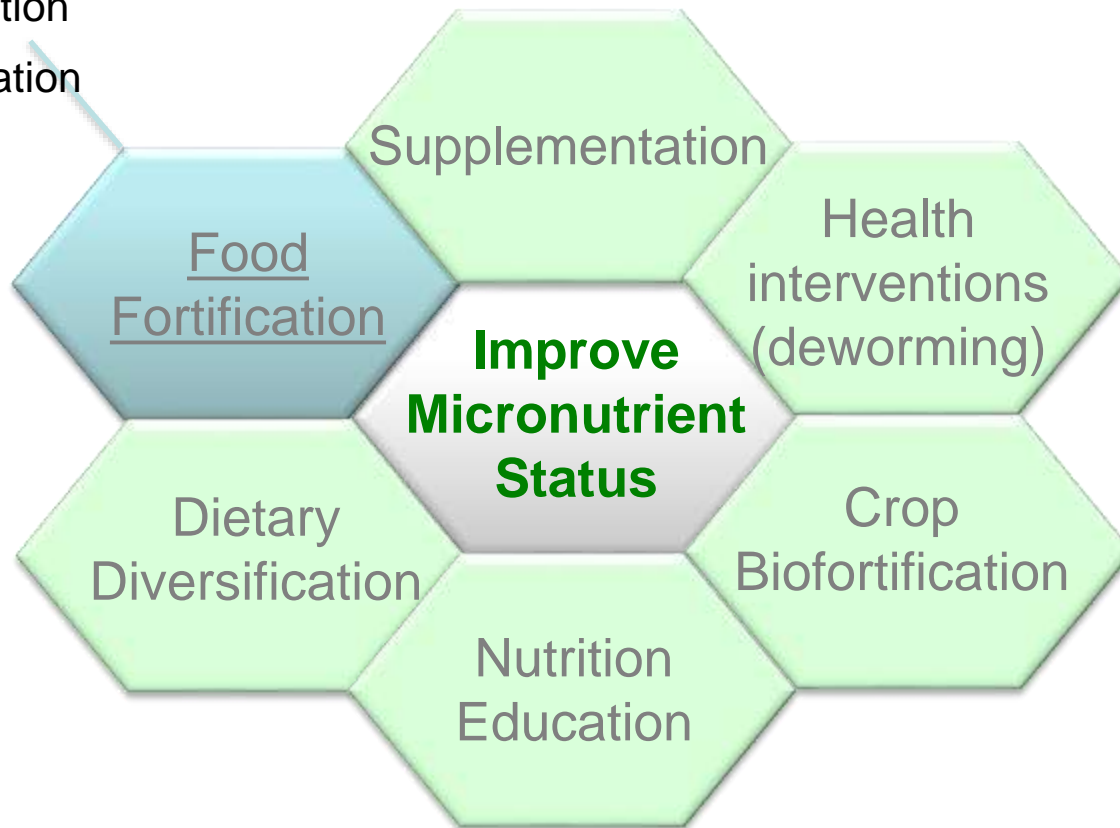 tion
ation
Supplementation
Food
Fortification
Health
interventions
(deworming)
Improve
Micronutrient
Status
Dietary
Diversification
Crop
Biofortification
Nutrition
Education